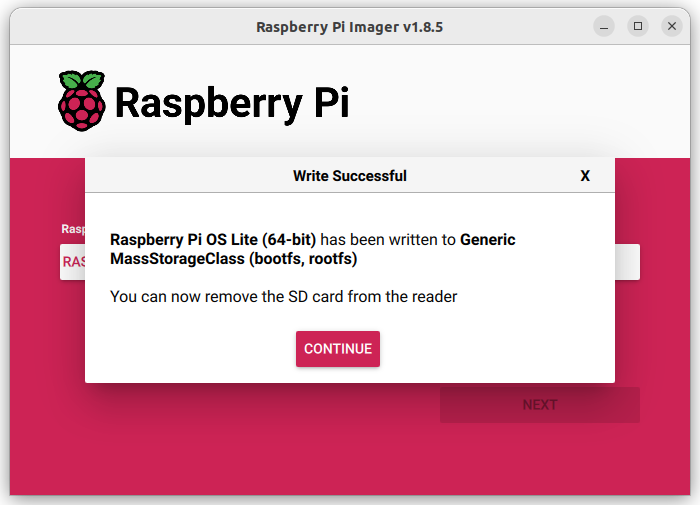 Raspberry Pi Imager v1.8.5
Raspberry Pi
Write Successful X
Rasp
RAS
Raspberry Pi OS Lite (64-bit) has been written to Generic
MassStorageClass (bootfs, rootfs)
You can now remove the SD card from the reader
CONTINUE
NEXT